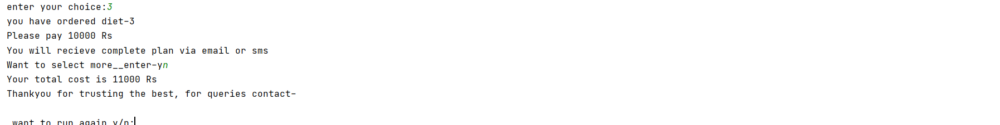 enter your choice:3
you have ordered diet-3
Please pay 10000 Rs
You will recieve complete plan via email or sms
Want to select more__enter-yn
Your total cost is 11000 Rs
Thankyou for trusting the best, for queries contact-
want to run again y/n: